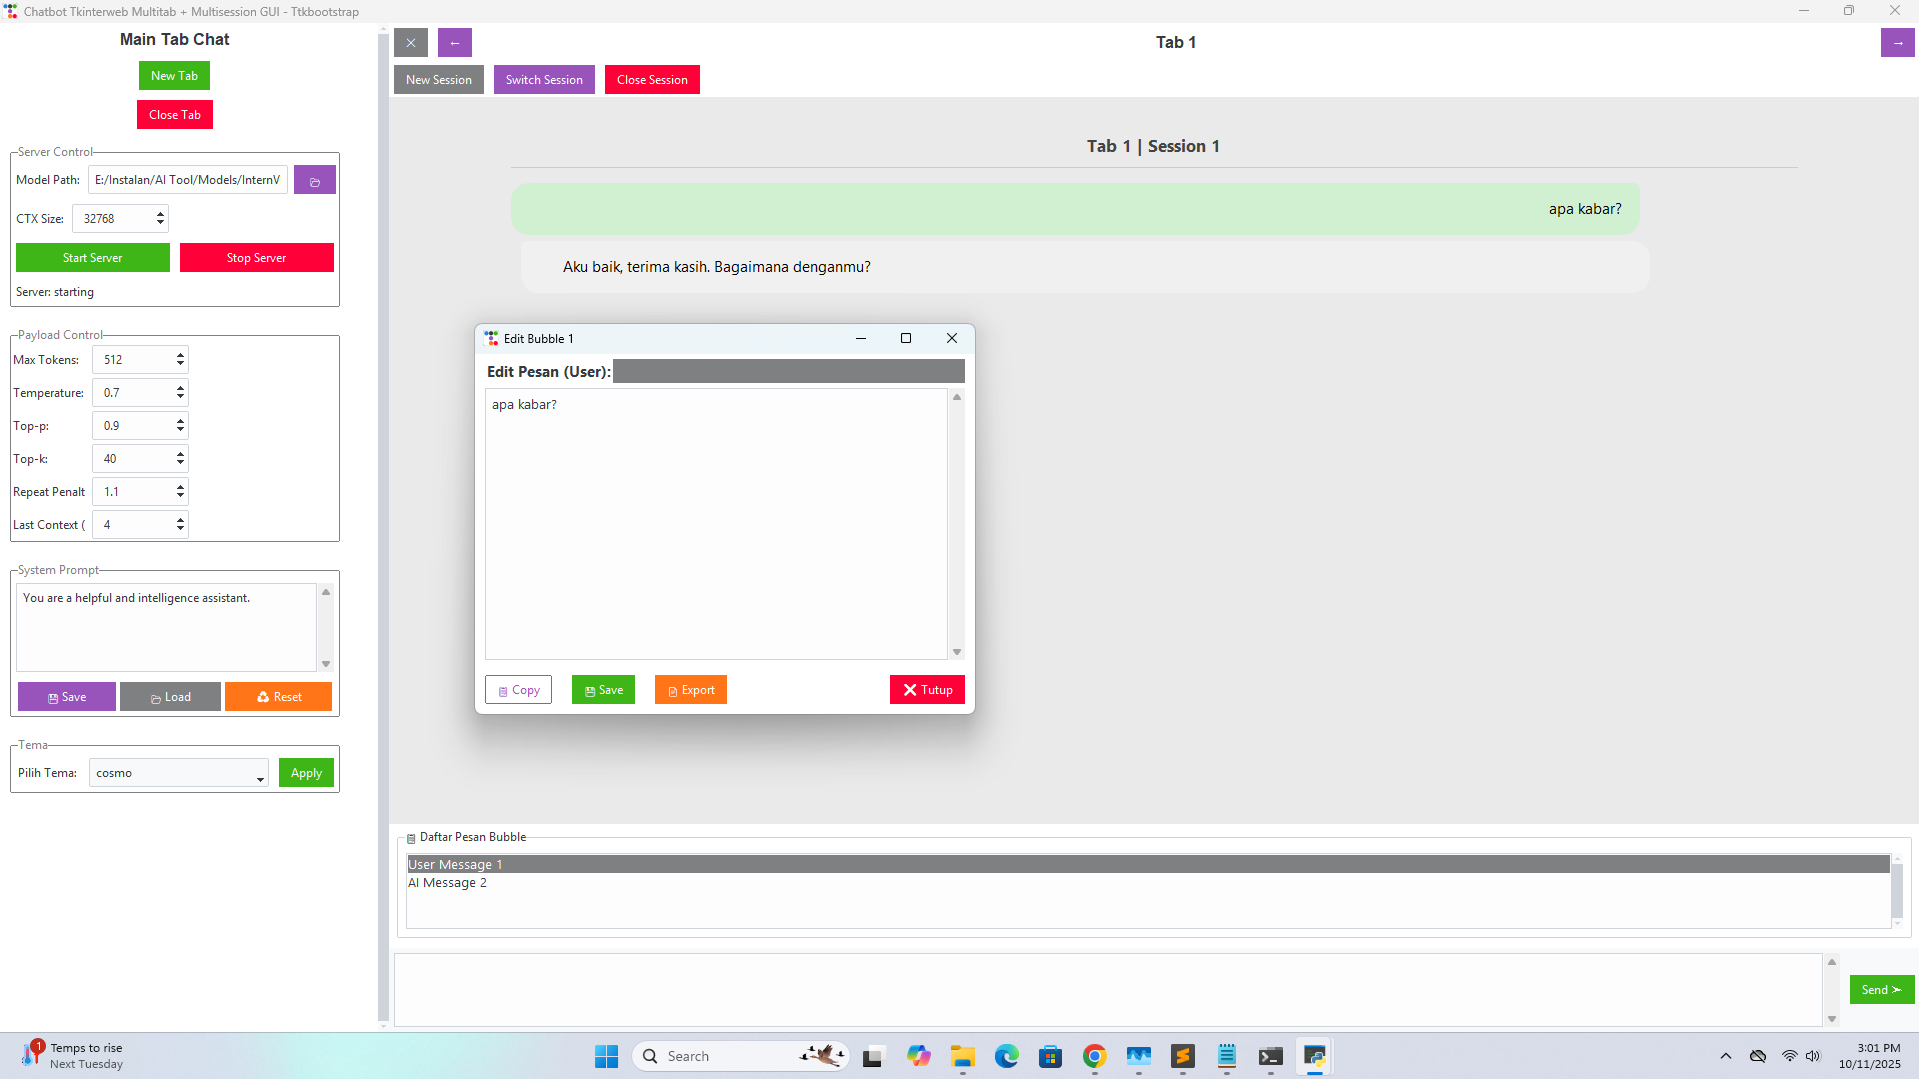 Chatbot Tkinterweb Multitab + Multisession GUI - Ttkbootstrap
Main Tab Chat
New Tab
Close Tab
Server Control
Model Path: E:/Instalan/AI Tool/Models/InternV
CTX Size: 32768
Start Server Stop Server
Server: starting
Payload Control
Max Tokens: 512
Temperature: 0.7
Top-p: 0.9
Top-k: 40
Repeat Penalt 1.1
Last Context ( 4
System Prompt
You are a helpful and intelligence assistant.
Save Load Reset
Tema
Pilih Tema: cosmo Apply
Tab 1
New Session Switch Session Close Session
Tab 1 | Session 1
apa kabar?
Aku baik, terima kasih. Bagaimana denganmu?
Edit Bubble 1
Edit Pesan (User):
apa kabar?
Copy Save Export Tutup
Daftar Pesan Bubble
User Message 1
AI Message 2
Send
1 Temps to rise
Next Tuesday
Search
3:01 PM
10/11/2025